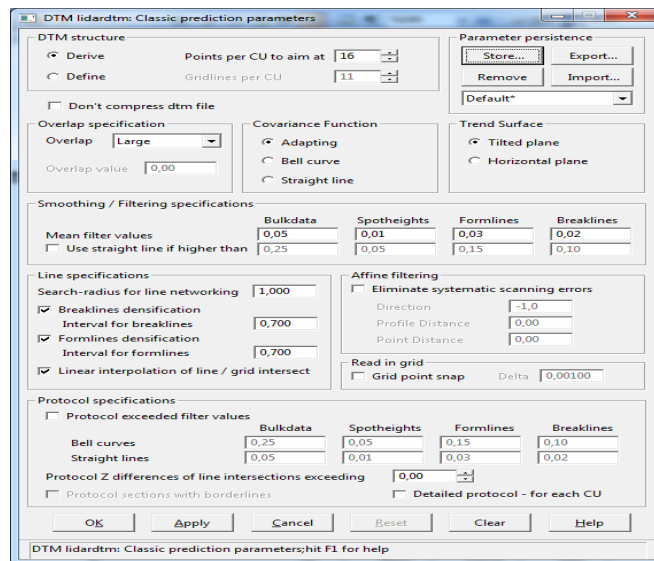 DTM lidardtm: Classic prediction parameters
DTM structure
Derive Points per CU to aim at 16
Define Gridlines per CU 11
Don't compress dtm file
Parameter persistence
Store... Export...
Remove Import...
Default*
Overlap specification
Overlap Large
Overlap value 0,00
Covariance Function
Adapting
Bell curve
Straight line
Trend Surface
Tilted plane
Horizontal plane
Smoothing / Filtering specifications
Bulkdata Spotheights Formlines Breaklines
Mean filter values 0,05 0,01 0,03 0,02
Use straight line if higher than 0,25 0,05 0,15 0,10
Line specifications
Search-radius for line networking 1,000
Breaklines densification
Interval for breaklines 0,700
Formlines densification
Interval for formlines 0,700
Linear interpolation of line / grid intersect
Affine filtering
Eliminate systematic scanning errors
Direction -1,0
Profile Distance 0,00
Point Distance 0,00
Read in grid
Grid point snap Delta 0,00100
Protocol specifications
Protocol exceeded filter values
Bulkdata Spotheights Formlines Breaklines
Bell curves 0,25 0,05 0,15 0,10
Straight lines 0,05 0,01 0,03 0,02
Protocol Z differences of line intersections exceeding 0,00
Protocol sections with borderlines Detailed protocol - for each CU
OK Apply Cancel Reset Clear Help
DTM lidardtm: Classic prediction parameters;hit F1 for help